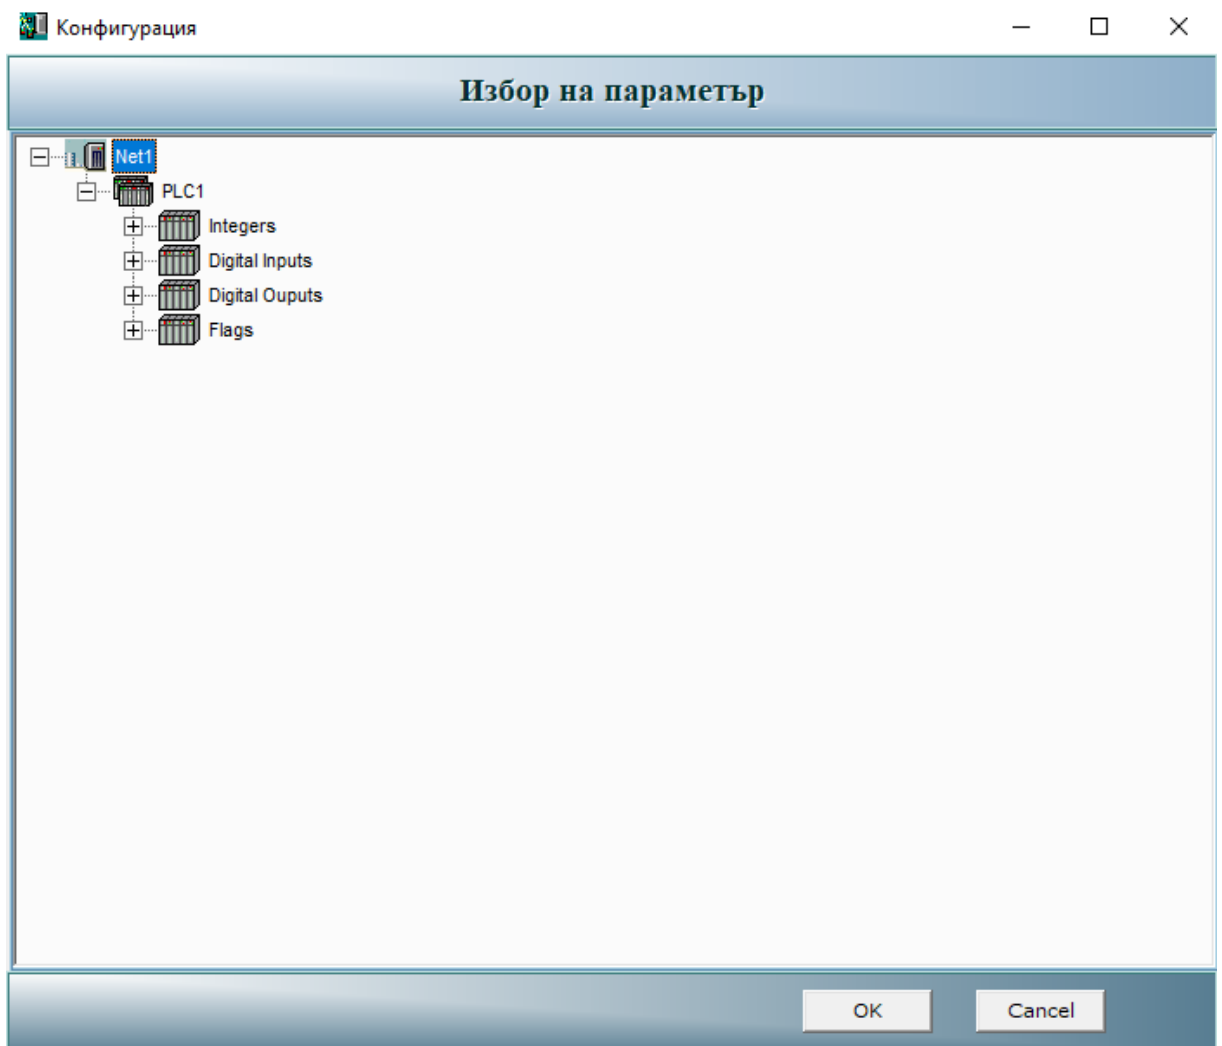 Конфигурация
Избор на параметър
Net1
PLC1
Integers
Digital Inputs
Digital Ouputs
Flags
OK Cancel